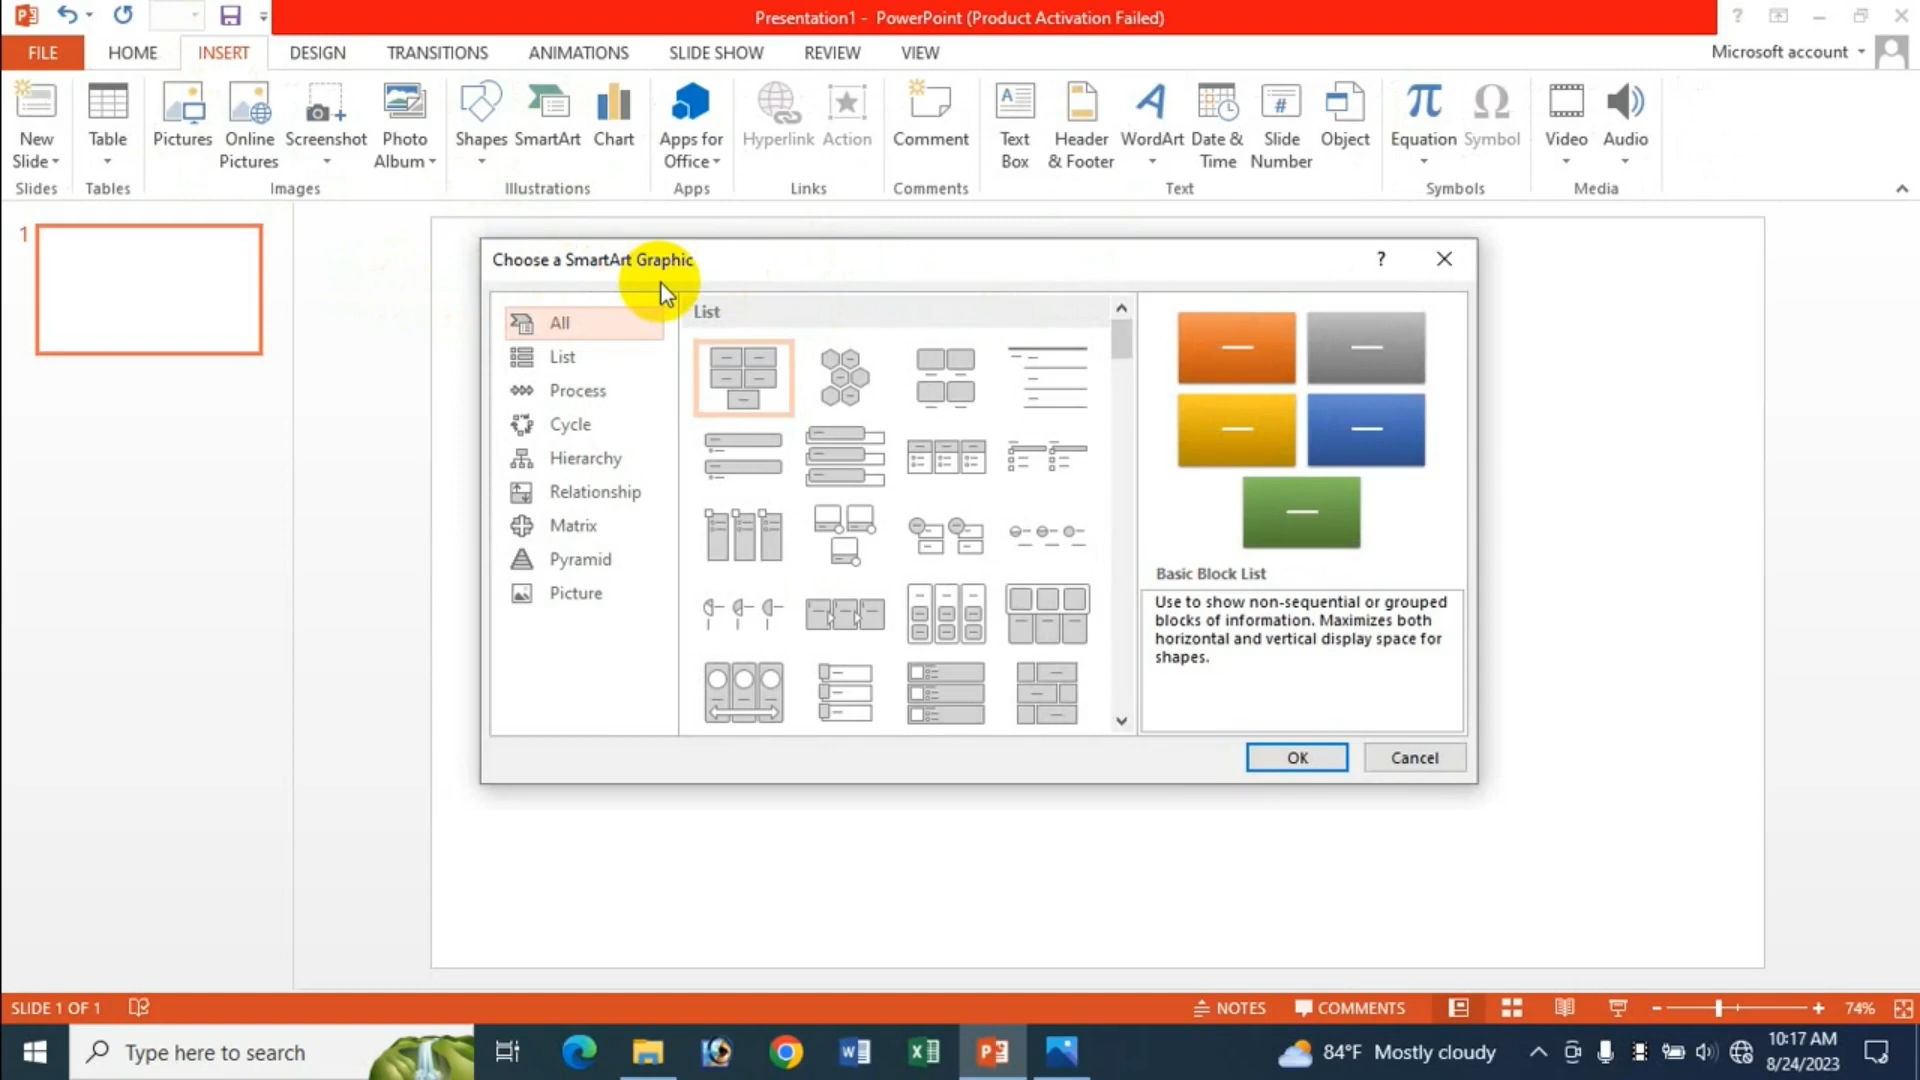 Presentation1 - PowerPoint (Product Activation Failed)
?
FILE HOME INSERT DESIGN TRANSITIONS ANIMATIONS SLIDE SHOW REVIEW VIEW Microsoft account
New Slide
Table
Pictures
Online Pictures
Screenshot
Photo Album
Shapes
SmartArt
Chart
Apps for Office
Hyperlink
Action
Comment
Text Box
Header & Footer
WordArt
Date & Time
Slide Number
Object
Equation
Symbol
Video
Audio
Slides Tables Images Illustrations Apps Links Comments Text Symbols Media
1
Choose a SmartArt Graphic ?
All
List
Process
Cycle
Hierarchy
Relationship
Matrix
Pyramid
Picture
List
Basic Block List
Use to show non-sequential or grouped
blocks of information. Maximizes both
horizontal and vertical display space for
shapes.
OK Cancel
SLIDE 1 OF 1 NOTES COMMENTS 74%
Type here to search 84°F Mostly cloudy 10:17 AM
8/24/2023